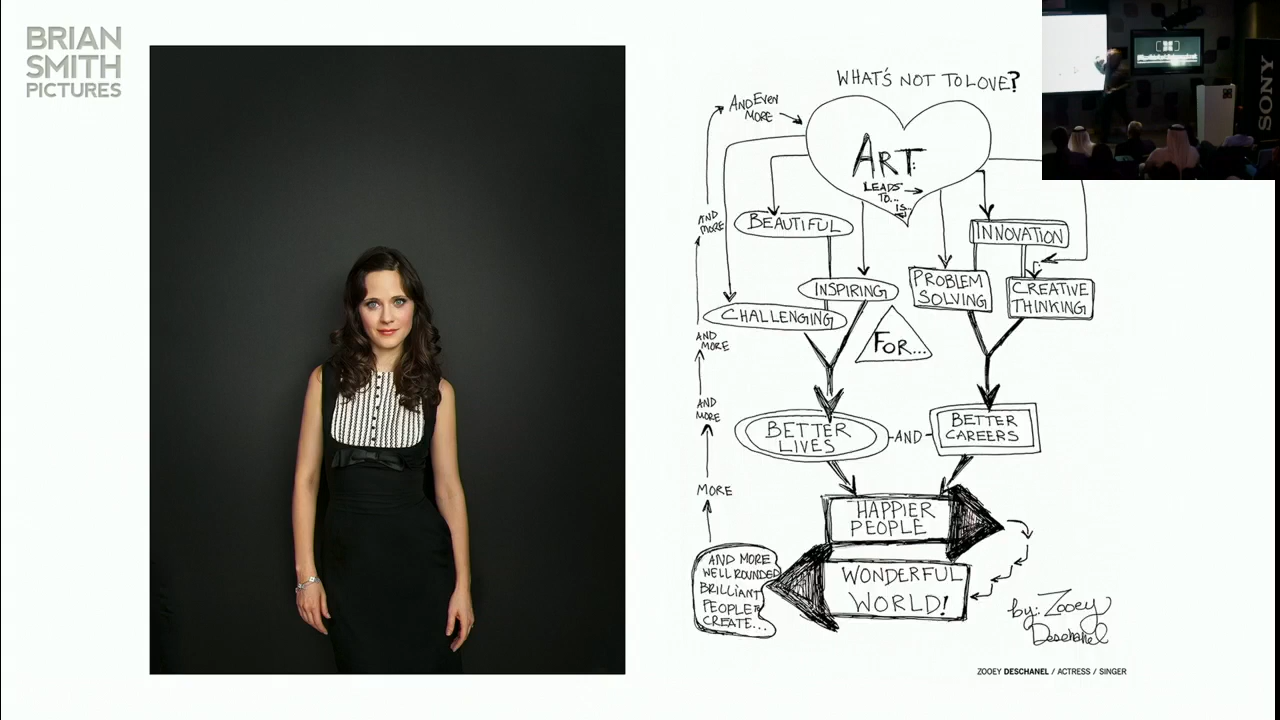 BRIAN
SMITH
PICTURES
WHAT'S NOT TO LOVE?
AND EVEN
MORE
ART:
LEADS
TO...
IS...
AND
MORE
BEAUTIFUL
INNOVATION
INSPIRING
PROBLEM
SOLVING
CREATIVE
THINKING
CHALLENGING
FOR...
AND
MORE
AND
MORE
BETTER
LIVES
AND
BETTER
CAREERS
MORE
HAPPIER
PEOPLE
AND MORE
WELL ROUNDED
BRILLIANT
PEOPLE
CREATE...
WONDERFUL
WORLD!
by: Zooey
Deschanel
ZOOEY DESCHANEL / ACTRESS / SINGER
SONY